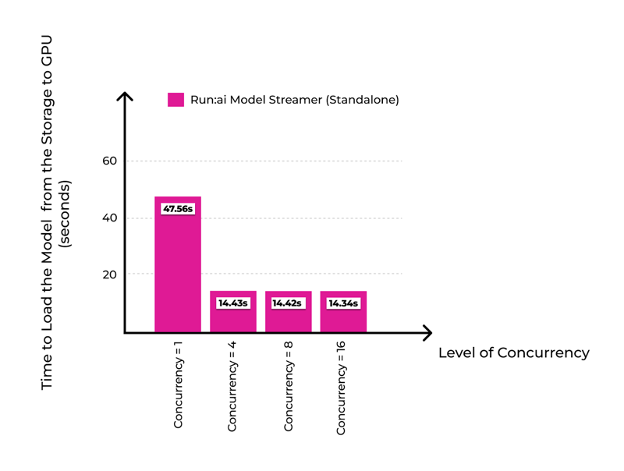 Time to Load the Model from the Storage to GPU
(seconds)
Run:ai Model Streamer (Standalone)
60
40
20
47.56s
14.43s
14.42s
14.34s
Concurrency = 1
Concurrency = 4
Concurrency = 8
Concurrency = 16
Level of Concurrency